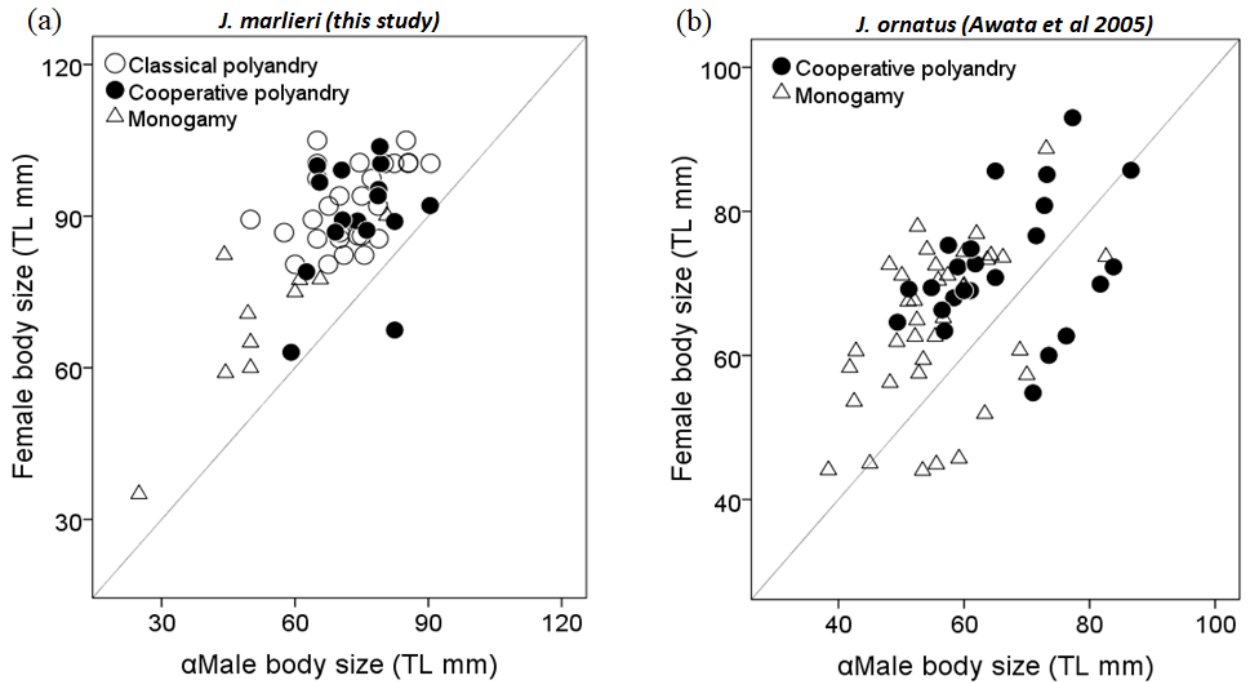 (a)
J. marlieri (this study)
Classical polyandry
Cooperative polyandry
Monogamy
120
90
60
30
Female body size (TL mm)
30
60
90
120
αMale body size (TL mm)
(b)
J. ornatus (Awata et al 2005)
Cooperative polyandry
Monogamy
100
80
60
40
Female body size (TL mm)
40
60
80
100
αMale body size (TL mm)